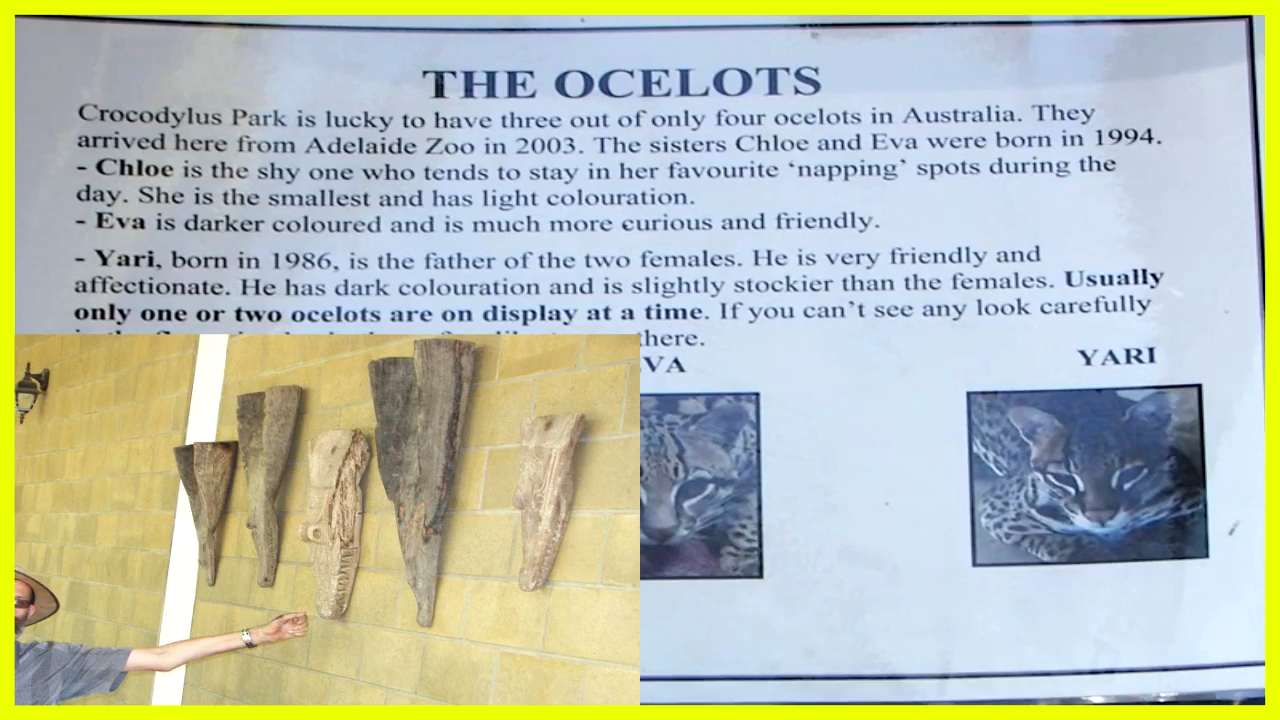 THE OCELOTS
Crocodylus Park is lucky to have three out of only four ocelots in Australia. They
arrived here from Adelaide Zoo in 2003. The sisters Chloe and Eva were born in 1994.
- Chloe is the shy one who tends to stay in her favourite ‘napping’ spots during the
day. She is the smallest and has light colouration.
- Eva is darker coloured and is much more curious and friendly.
- Yari, born in 1986, is the father of the two females. He is very friendly and
affectionate. He has dark colouration and is slightly stockier than the females. Usually
only one or two ocelots are on display at a time. If you can’t see any look carefully
there.
YARI